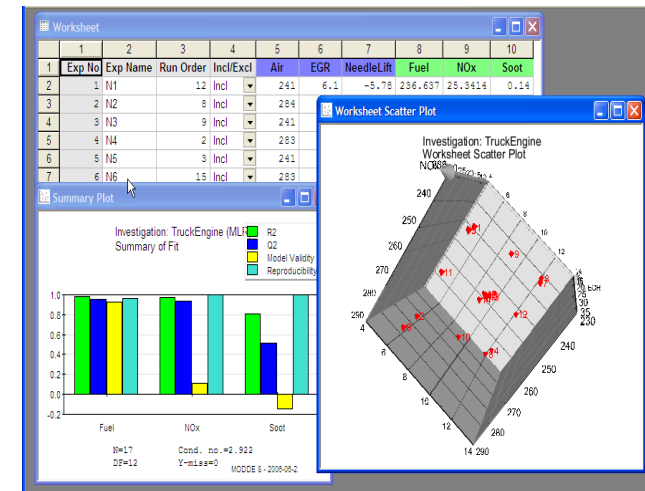 Worksheet
1 2 3 4 5 6 7 8 9 10
1 Exp No Exp Name Run Order Incl/Excl Air EGR NeedleLift Fuel NOx Soot
2 1 N1 12 Incl 241 6.1 -5.78 236.637 25.3414 0.14
3 2 N2 8 Incl 284
4 3 N3 9 Incl 241
5 4 N4 2 Incl 283
6 5 N5 3 Incl 241
7 6 N6 15 Incl 283
Worksheet Scatter Plot
Investigation: TruckEngine
Worksheet Scatter Plot
240
250
260
270
290
4
6
8
10
12
14 290
280
270
260
250
240
230
EGR
6
8
10
12
9
11
12
10
Summary Plot
Investigation: TruckEngine (MLR
Summary of Fit
R2
Q2
Model Validity
Reproducibility
1.0
0.8
0.6
0.4
0.2
0.0
-0.2
Fuel NOx Soot
N=17 Cond. no.=2.922
DF=12 Y-miss=0
MODDE 8 - 2006-06-2